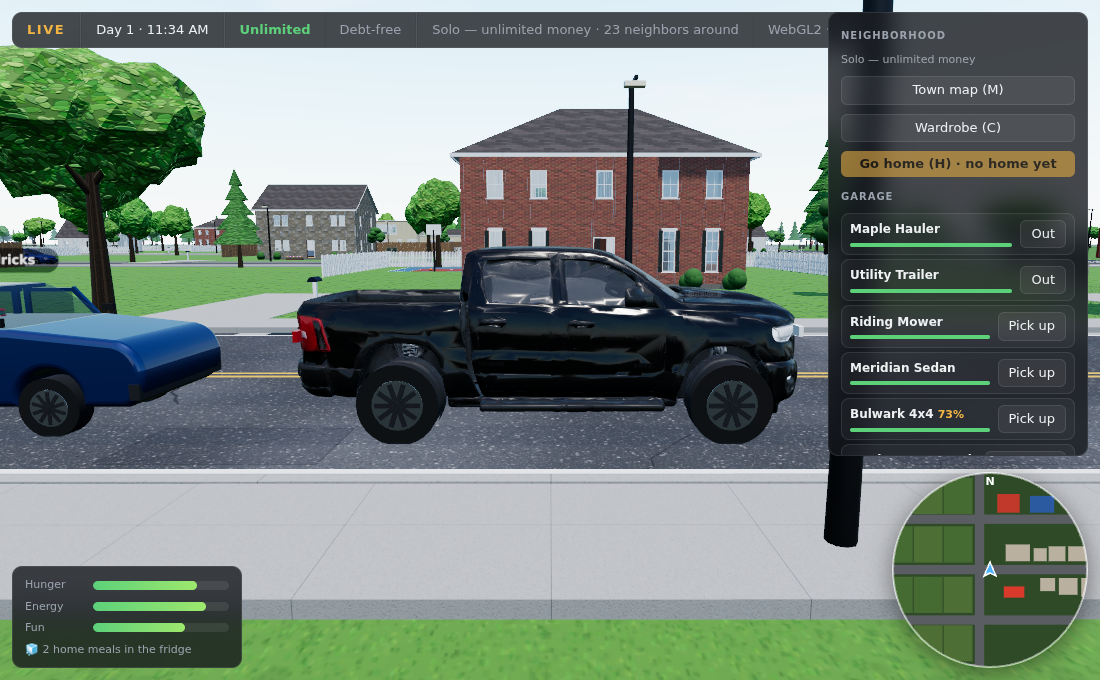 LIVE
Day 1 · 11:34 AM
Unlimited
Debt-free
Solo — unlimited money · 23 neighbors around
WebGL2
NEIGHBORHOOD
Solo — unlimited money
Town map (M)
Wardrobe (C)
Go home (H) · no home yet
GARAGE
Maple Hauler
Out
Utility Trailer
Out
Riding Mower
Pick up
Meridian Sedan
Pick up
Bulwark 4x4 73%
Pick up
ricks
N
Hunger
Energy
Fun
2 home meals in the fridge